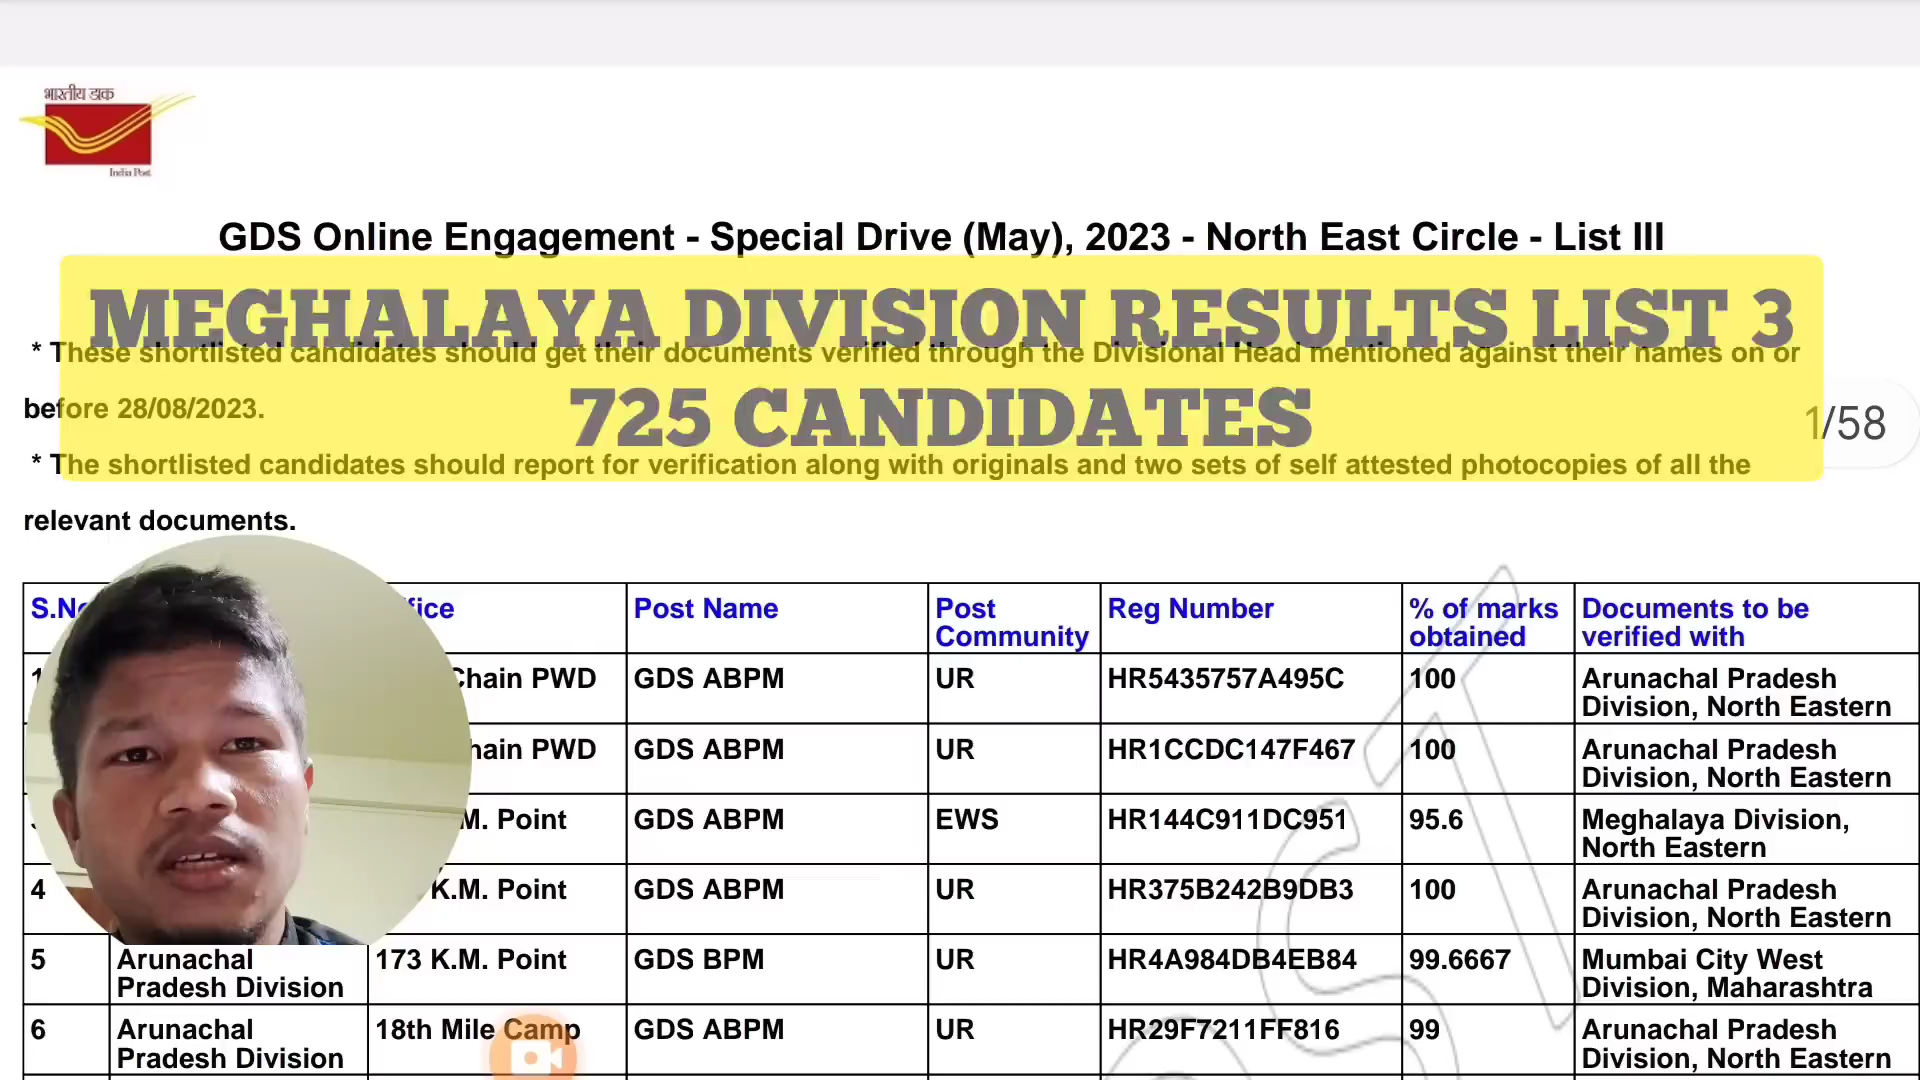 भारतीय डाक
India Post
GDS Online Engagement - Special Drive (May), 2023 - North East Circle - List III
MEGHALAYA DIVISION RESULTS LIST 3
725 CANDIDATES
* These shortlisted candidates should get their documents verified through the Divisional Head mentioned against their names on or
before 28/08/2023.
1/58
* The shortlisted candidates should report for verification along with originals and two sets of self attested photocopies of all the
relevant documents.
Post Name
Post
Community
Reg Number
% of marks
obtained
Documents to be
verified with
Chain PWD GDS ABPM UR HR5435757A495C 100 Arunachal Pradesh
Division, North Eastern
PWD GDS ABPM UR HR1CCDC147F467 100 Arunachal Pradesh
Division, North Eastern
Point GDS ABPM EWS HR144C911DC951 95.6 Meghalaya Division,
North Eastern
4 K.M. Point GDS ABPM UR HR375B242B9DB3 100 Arunachal Pradesh
Division, North Eastern
5 Arunachal 173 K.M. Point GDS BPM UR HR4A984DB4EB84 99.6667 Mumbai City West
Pradesh Division Division, Maharashtra
6 Arunachal 18th Mile Camp GDS ABPM UR HR29F7211FF816 99 Arunachal Pradesh
Pradesh Division Division, North Eastern